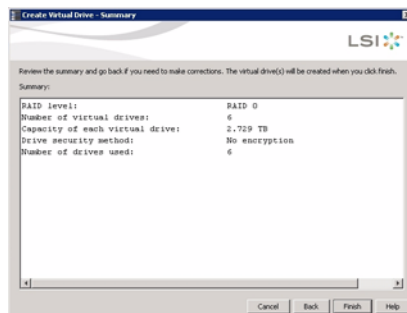 Create Virtual Drive - Summary
LSI
Review the summary and go back if you need to make corrections. The virtual drive(s) will be created when you click finish.
Summary:
RAID level: RAID 0
Number of virtual drives: 6
Capacity of each virtual drive: 2.729 TB
Drive security method: No encryption
Number of drives used: 6
Cancel Back Finish Help